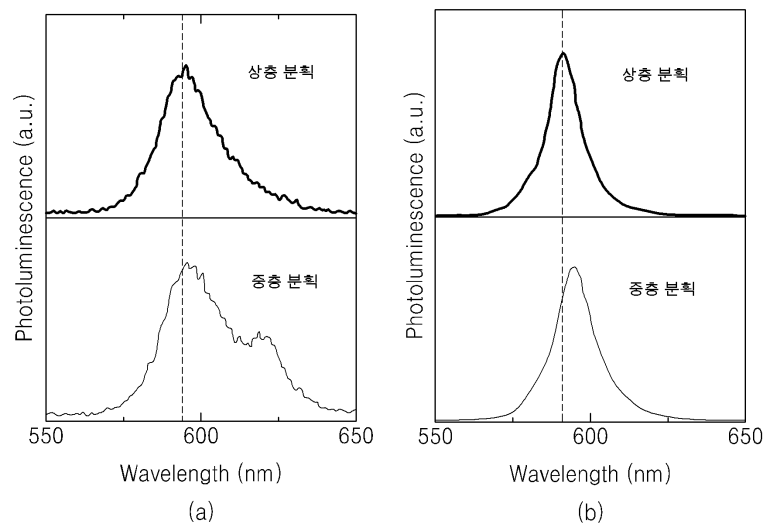 상층 분획
중층 분획
Photoluminescence (a.u.)
550
600
650
Wavelength (nm)
(a)
상층 분획
중층 분획
Photoluminescence (a.u.)
550
600
650
Wavelength (nm)
(b)